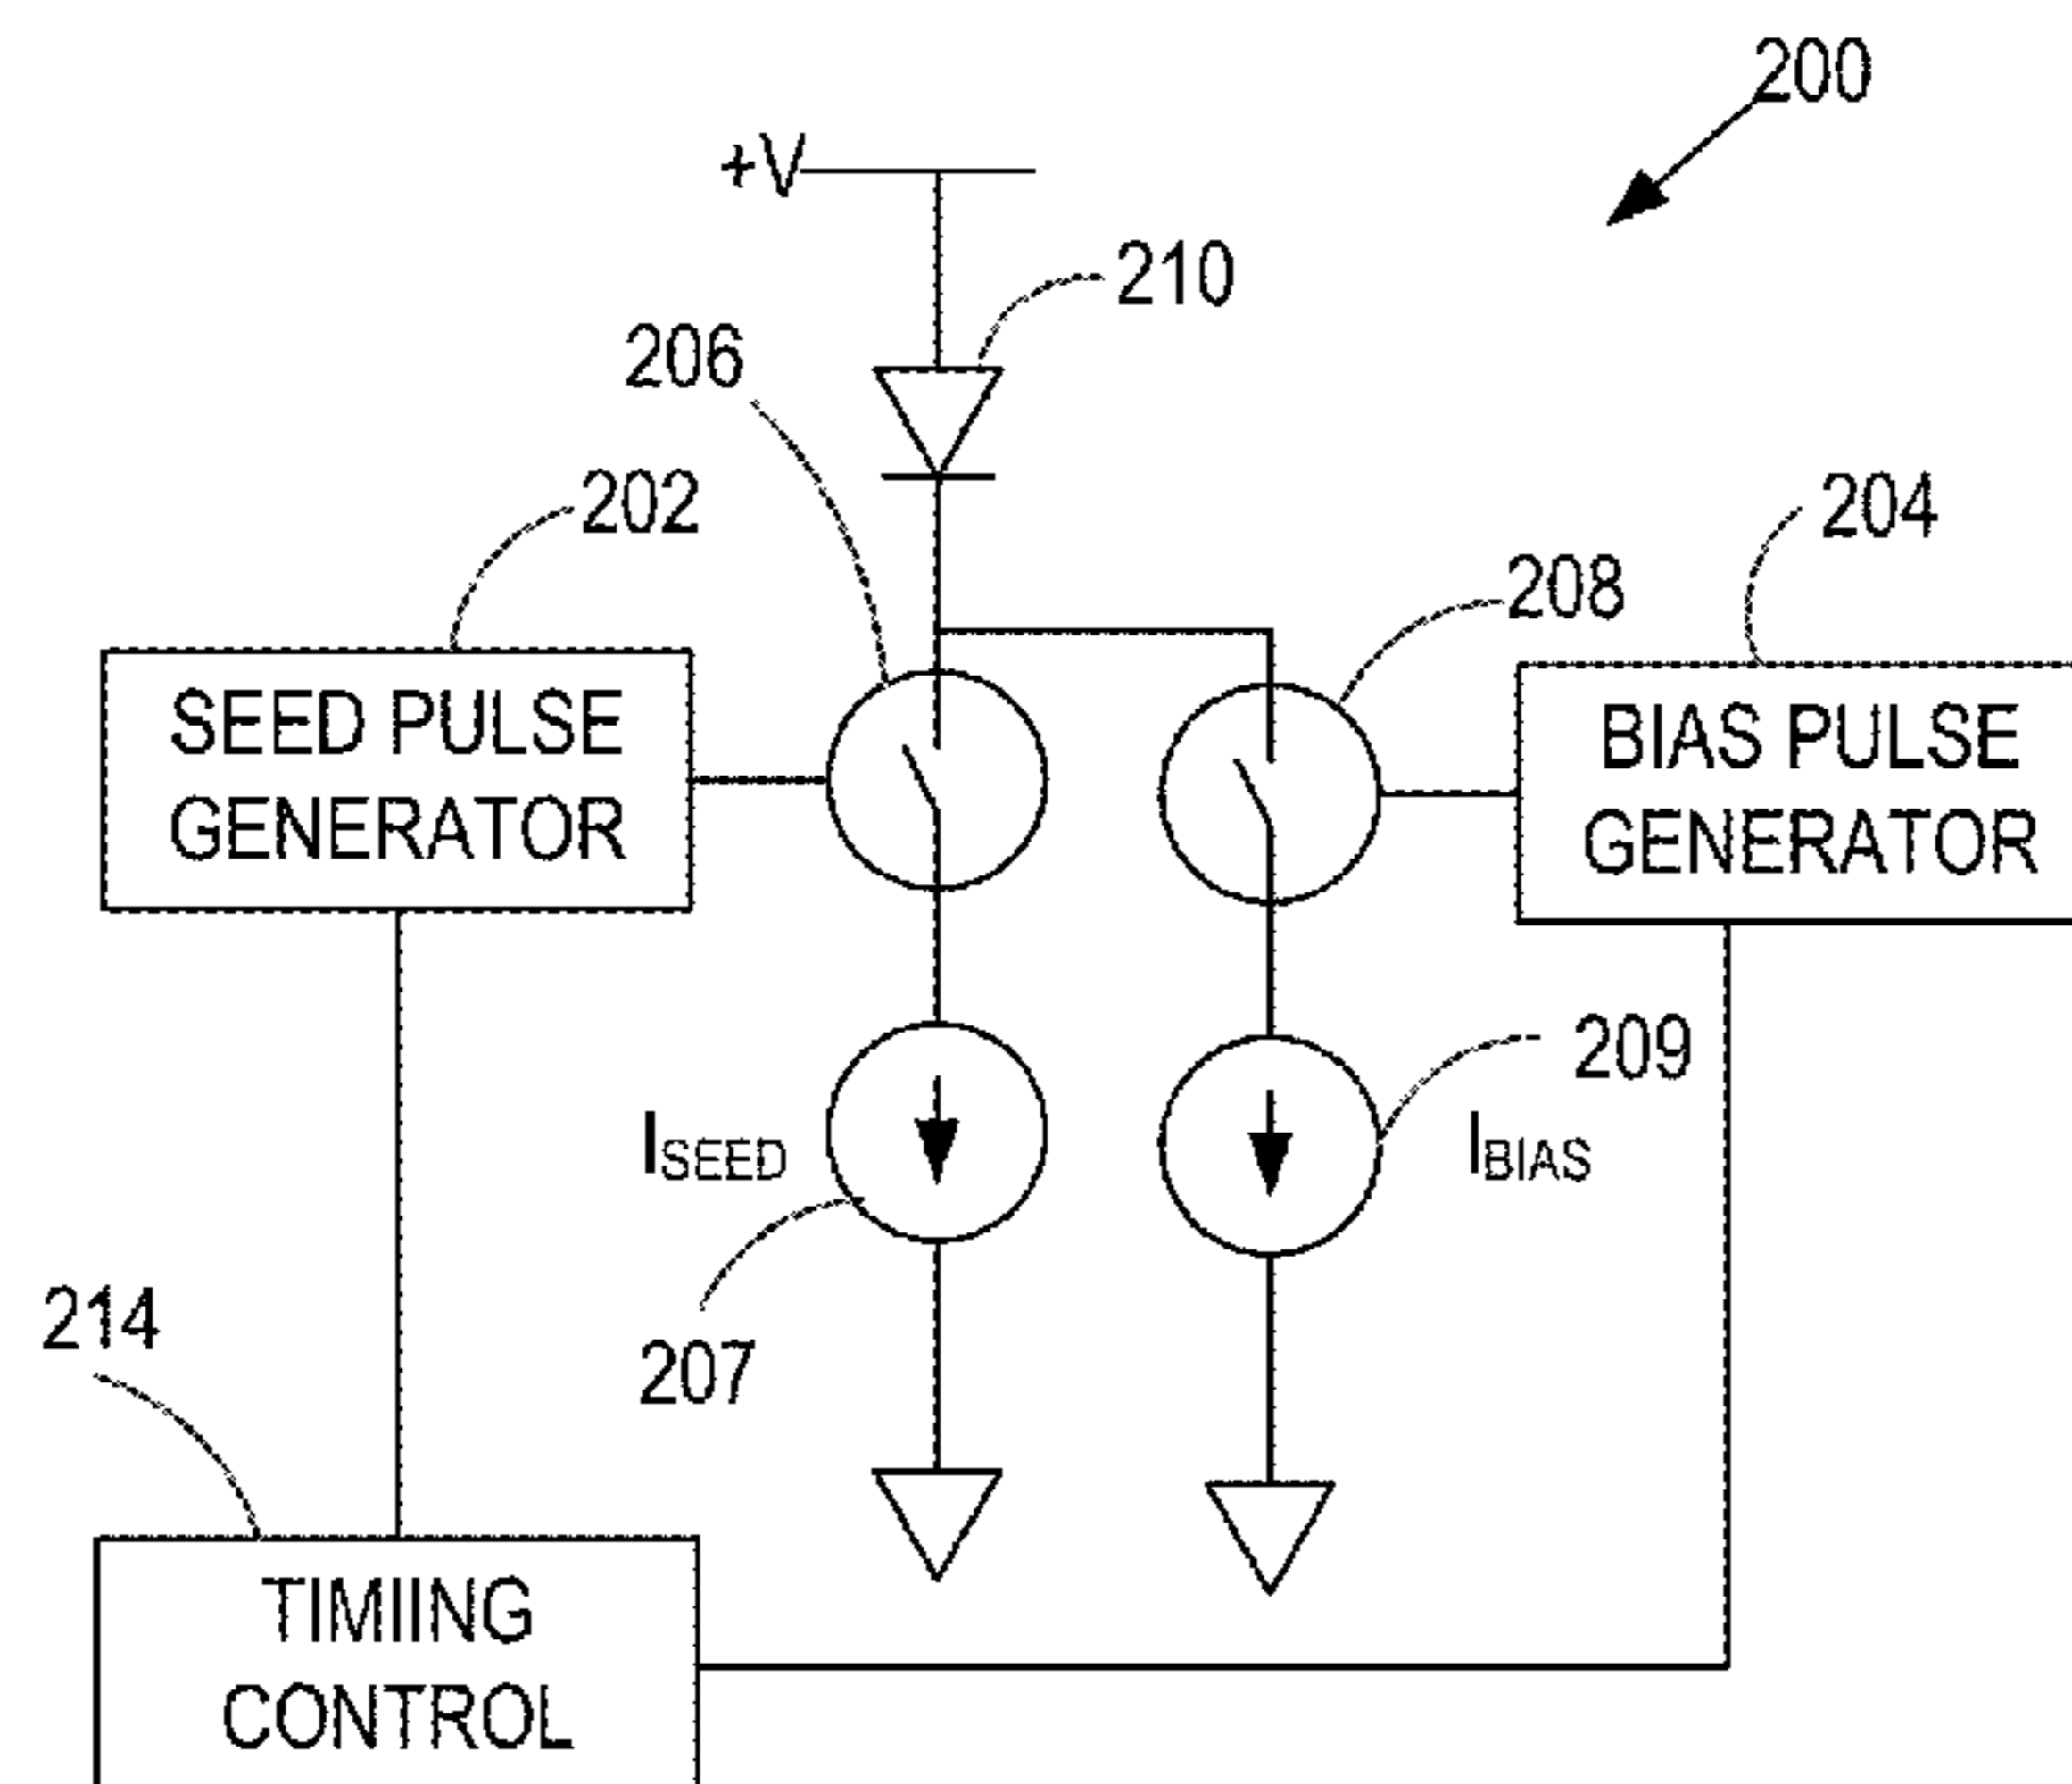 200
+V
210
206
202
204
208
SEED PULSE
GENERATOR
BIAS PULSE
GENERATOR
209
ISEED
IBIAS
214
207
TIMIING
CONTROL